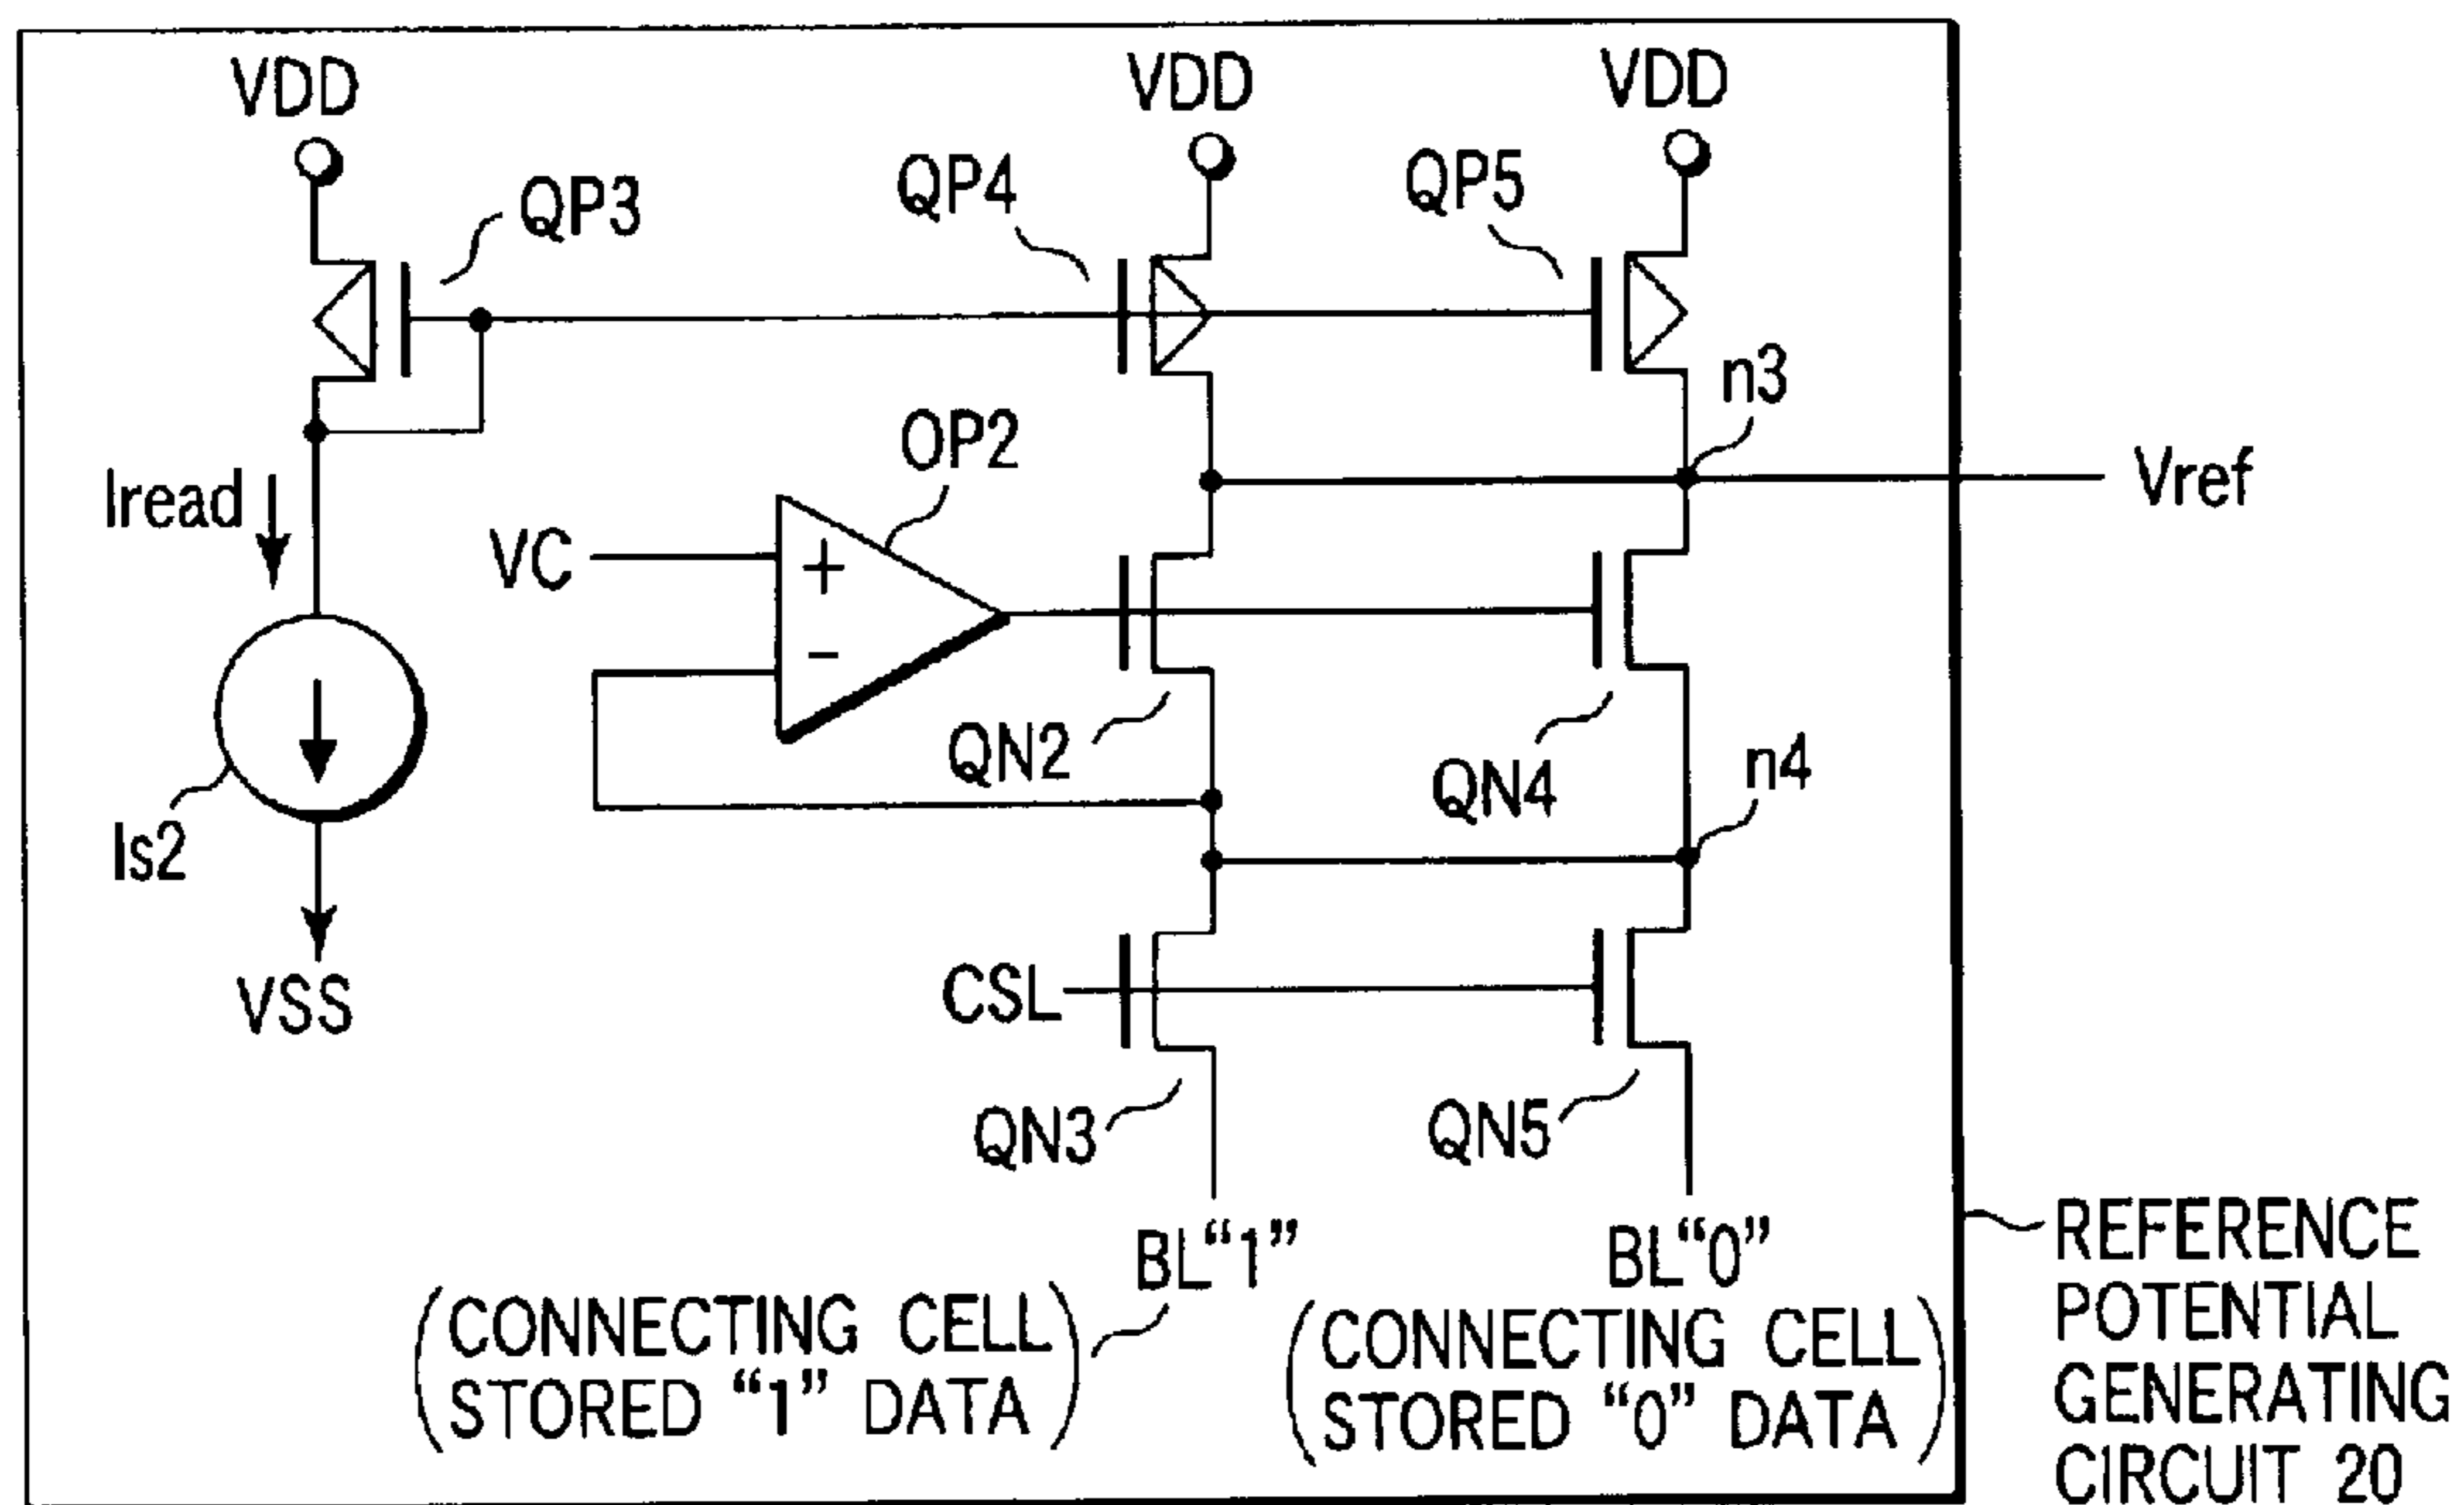 VDD
VDD
VDD
QP3
QP4
QP5
n3
OP2
Iread
Vref
VC
+
-
QN2
QN4
n4
Is2
VSS
CSL
QN3
QN5
BL“1”
BL“0”
(CONNECTING CELL
STORED “1” DATA)
(CONNECTING CELL
STORED “0” DATA)
REFERENCE
POTENTIAL
GENERATING
CIRCUIT 20